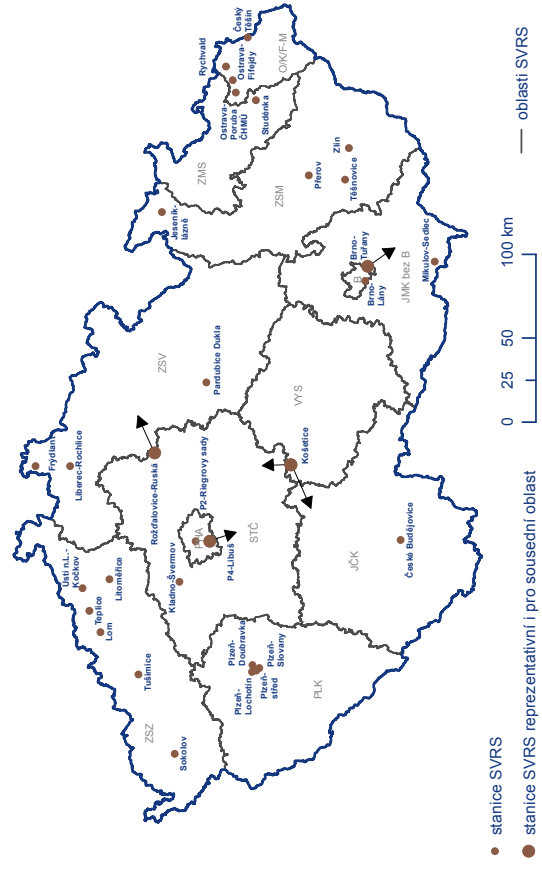 Český
Těšín
Rychvald
Ostrava-
Fifejdy
O/K/F-M
Ostrava-
Poruba
ČHMÚ
Studénka
ZMS
Jeseník-
lázně
ZSM
Zlín
Přerov
Těšnovice
Brno-
Tuřany
B
Brno-
Lány
JMK bez B
Mikulov-Sedlec
ZSV
Pardubice Dukla
VYS
Košetice
Frýdlant
Liberec-Rochlice
Rožďalovice-Ruská
P2-Riegrovy sady
PHA
P4-Libuš
STČ
Kladno-Švermov
Ústí n.L.-
Kočkov
Teplice
Litoměřice
Lom
Tušimice
ZSZ
Sokolov
Plzeň-
Doubravka
Plzeň-
Lochotín
Plzeň-
střed
Plzeň-
Slovany
PLK
JČK
České Budějovice
0 25 50 100 km
stanice SVRS
stanice SVRS reprezentativní i pro sousední oblast
oblasti SVRS